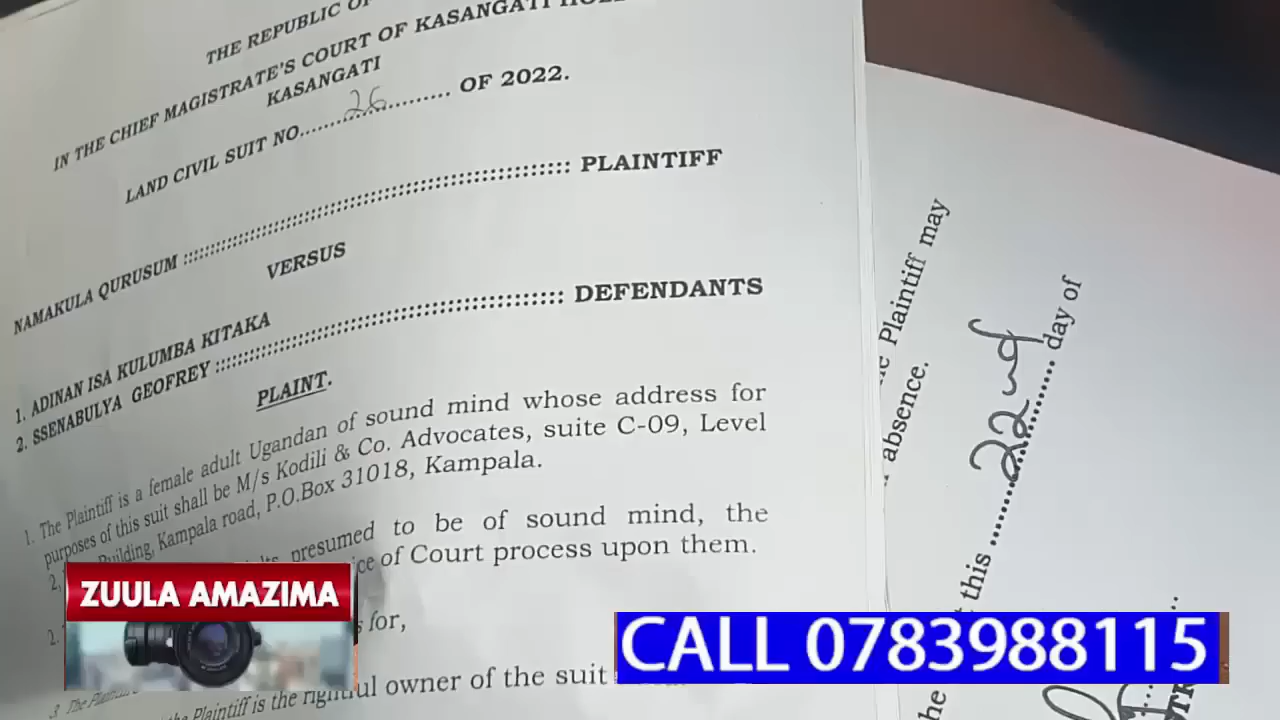 THE REPUBLIC OF
IN THE CHIEF MAGISTRATE'S COURT OF KASANGATI
KASANGATI
LAND CIVIL SUIT NO.....26.......... OF 2022.
NAMAKULA QURUSUM :::::::::::::::::::::::::::::::::::::::::: PLAINTIFF
VERSUS
1. ADINAN ISA KULUMBA KITAKA
2. SSENABULYA GEOFREY :::::::::::::::::::::::::::::::::::::: DEFENDANTS
PLAINT.
1. The Plaintiff is a female adult Ugandan of sound mind whose address for
purposes of this suit shall be M/s Kodili & Co. Advocates, suite C-09, Level
Building, Kampala road, P.O.Box 31018, Kampala.
2. presumed to be of sound mind, the
of Court process upon them.
2.
for,
3 The
Plaintiff is the rightful owner of the suit
Plaintiff may
absence.
this ........22nd........ day of
ZUULA AMAZIMA
CALL 0783988115